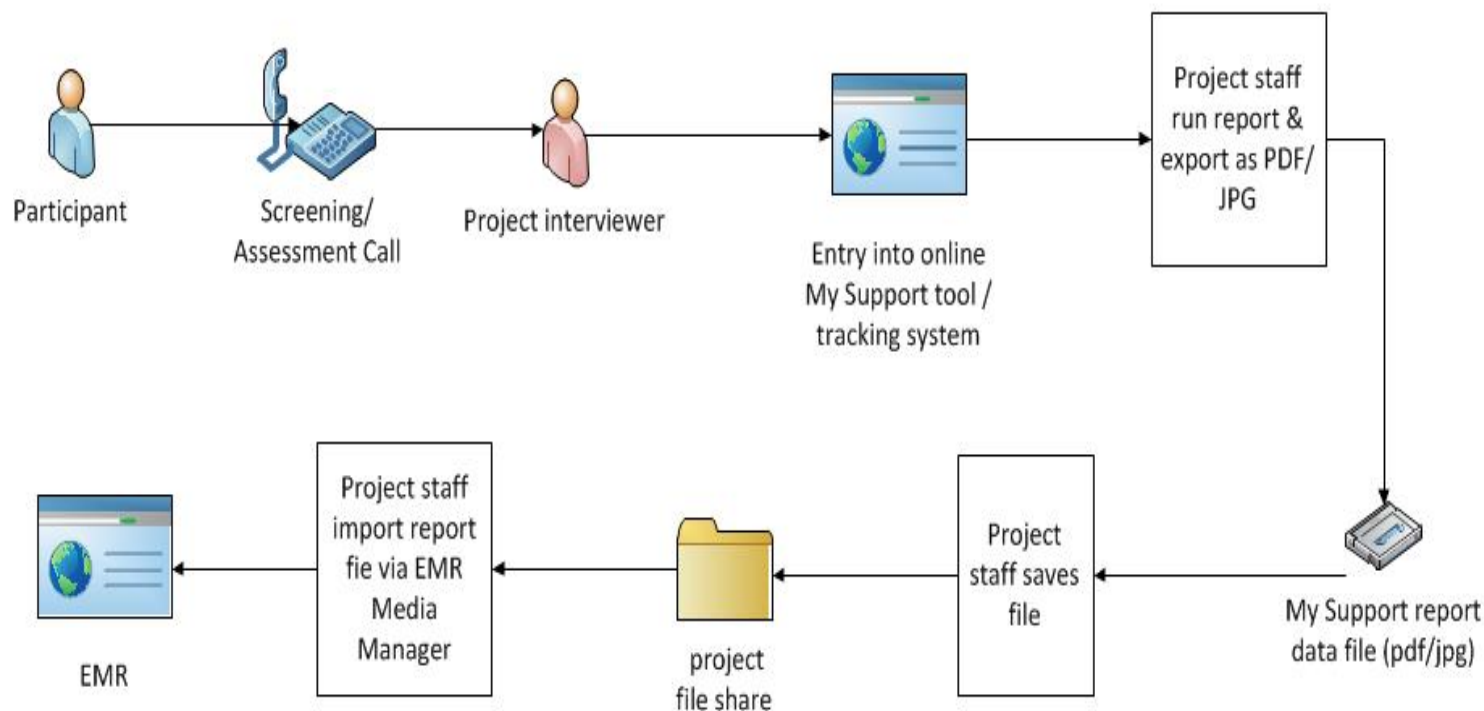 Participant
Screening/
Assessment Call
Project interviewer
Entry into online
My Support tool /
tracking system
Project staff
run report &
export as PDF/
JPG
My Support report
data file (pdf/jpg)
Project
staff saves
file
project
file share
Project staff
import report
fie via EMR
Media
Manager
EMR